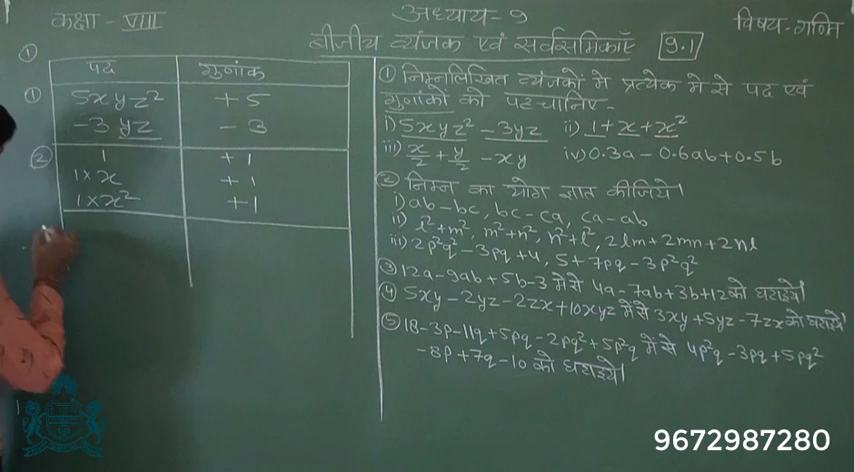 कक्षा - VIII
अध्याय - 9
विषय - गणित
बीजीय व्यंजक एवं सर्वसमिकाएँ 9.1
①
पद गुणांक
① 5xyz² +5
-3yz -3
② 1 +1
1×x +1
1×x² +1
① निम्नलिखित व्यंजकों में प्रत्येक में से पद एवं
गुणांकों को पहचानिए-
i) 5xyz² - 3yz ii) 1+x+x²
iii) x/2 + y/2 - xy iv) 0.3a - 0.6ab + 0.5b
② निम्न का योग ज्ञात कीजिये।
i) ab-bc, bc-ca, ca-ab
ii) l²+m², m²+n², n²+l², 2lm+2mn+2nl
iii) 2p²q² - 3pq + 4, 5 + 7pq - 3p²q²
③ 12a-9ab+5b-3 में से 4a-7ab+3b+12 को घटाइये।
④ 5xy-2yz-2zx+10xyz में से 3xy+5yz-7zx को घटाइये।
⑤ 18-3p-11q+5pq-2pq²+5p²q में से 4p²q-3pq+5pq²
-8p+7q-10 को घटाइये।
9672987280